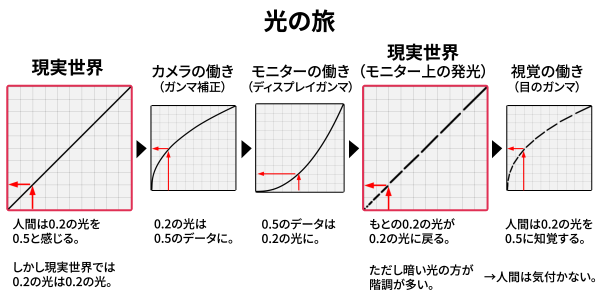 光の旅
現実世界
カメラの働き
（ガンマ補正）
モニターの働き
（ディスプレイガンマ）
現実世界
（モニター上の発光）
視覚の働き
（目のガンマ）
人間は0.2の光を
0.5と感じる。
しかし現実世界では
0.2の光は0.2の光。
0.2の光は
0.5のデータに。
0.5のデータは
0.2の光に。
もとの0.2の光が
0.2の光に戻る。
ただし暗い光の方が
階調が多い。
人間は0.2の光を
0.5に知覚する。
→人間は気付かない。